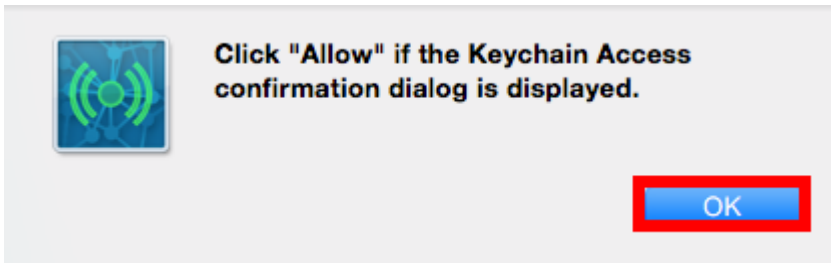 Click "Allow" if the Keychain Access
confirmation dialog is displayed.
OK